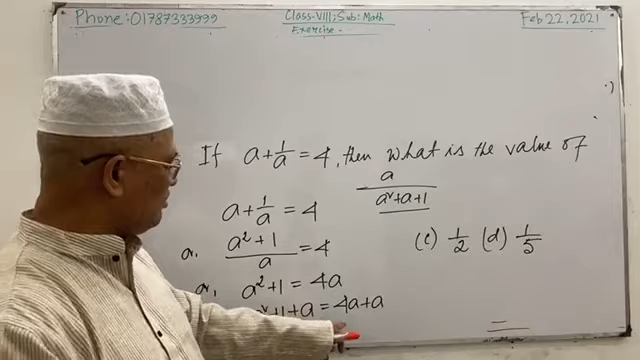 Phone: 01787333999
Class-VIII; Sub: Math
Exercise -
Feb 22, 2021
If a + 1/a = 4, then what is the value of
a/(a² + a + 1)
a + 1/a = 4
(a² + 1)/a = 4
(c) 1/2 (d) 1/5
a² + 1 = 4a
+ 1 + a = 4a + a